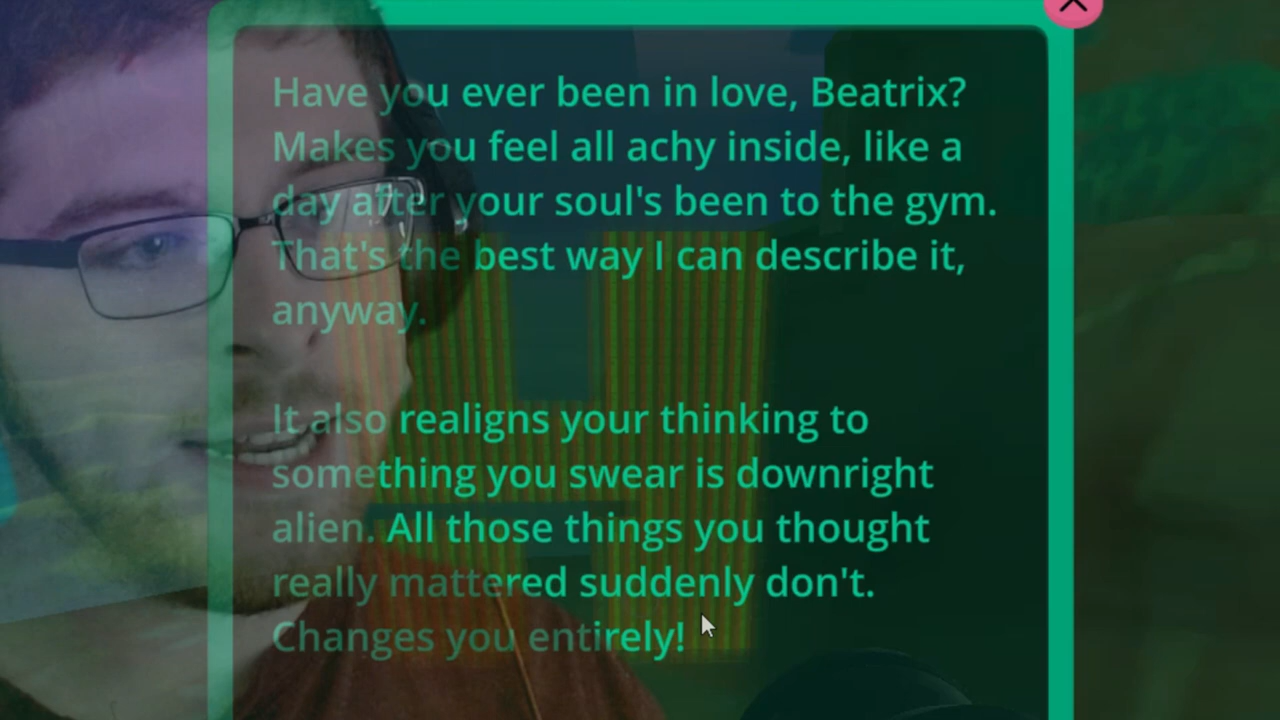 Have you ever been in love, Beatrix?
Makes you feel all achy inside, like a
day after your soul's been to the gym.
That's the best way I can describe it,
anyway.
It also realigns your thinking to
something you swear is downright
alien. All those things you thought
really mattered suddenly don't.
Changes you entirely!